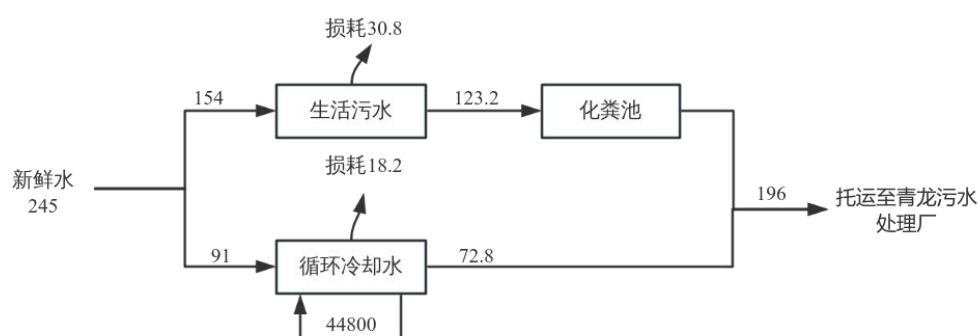 损耗30.8
154
生活污水
123.2
化粪池
损耗18.2
新鲜水
245
196
托运至青龙污水
处理厂
91
循环冷却水
72.8
44800